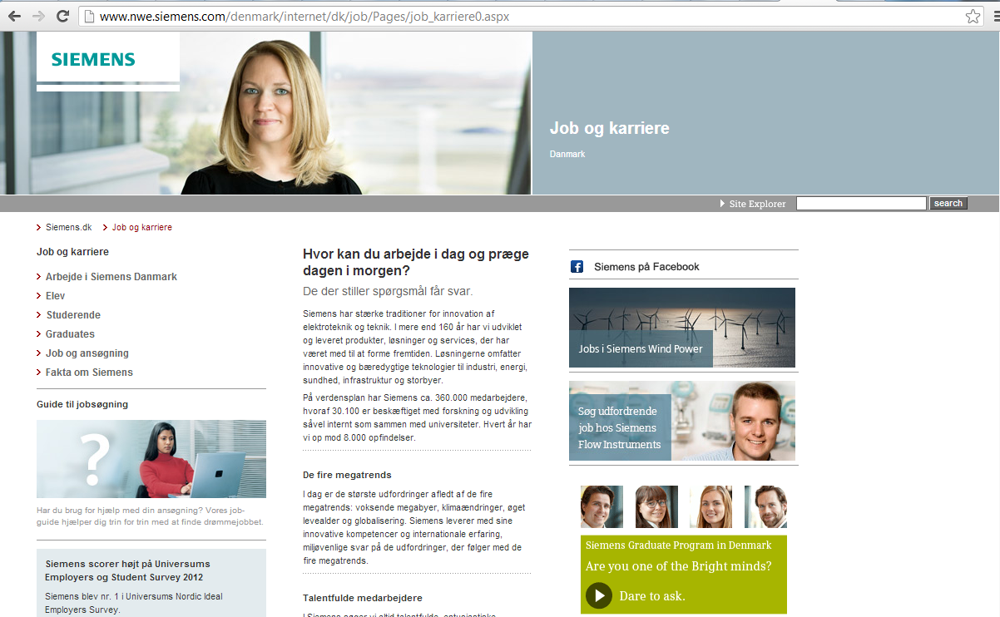 www.nwe.siemens.com/denmark/internet/dk/job/Pages/job_karriere0.aspx
SIEMENS
Job og karriere
Danmark
Site Explorer
search
Siemens.dk
Job og karriere
Job og karriere
Arbejde i Siemens Danmark
Elev
Studerende
Graduates
Job og ansøgning
Fakta om Siemens
Guide til jobsøgning
?
Har du brug for hjælp med din ansøgning? Vores job-
guide hjælper dig trin for trin med at finde drømmejobbet.
Siemens scorer højt på Universums
Employers og Student Survey 2012
Siemens blev nr. 1 i Universums Nordic Ideal
Employers Survey.
Hvor kan du arbejde i dag og præge
dagen i morgen?
De der stiller spørgsmål får svar.
Siemens har stærke traditioner for innovation af
elektroteknik og teknik. I mere end 160 år har vi udviklet
og leveret produkter, løsninger og services, der har
været med til at forme fremtiden. Løsningerne omfatter
innovative og bæredygtige teknologier til industri, energi,
sundhed, infrastruktur og storbyer.
På verdensplan har Siemens ca. 360.000 medarbejdere,
hvoraf 30.100 er beskæftiget med forskning og udvikling
såvel internt som sammen med universiteter. Hvert år har
vi op mod 8.000 opfindelser.
De fire megatrends
I dag er de største udfordringer afledt af de fire
megatrends: voksende megabyer, klimaændringer, øget
levealder og globalisering. Siemens leverer med sine
innovative kompetencer og internationale erfaring,
miljøvenlige svar på de udfordringer, der følger med de
fire megatrends.
Talentfulde medarbejdere
I Siemens søger vi altid talentfulde, entusiastiske
Siemens på Facebook
Jobs i Siemens Wind Power
Søg udfordrende
job hos Siemens
Flow Instruments
Siemens Graduate Program in Denmark
Are you one of the Bright minds?
Dare to ask.